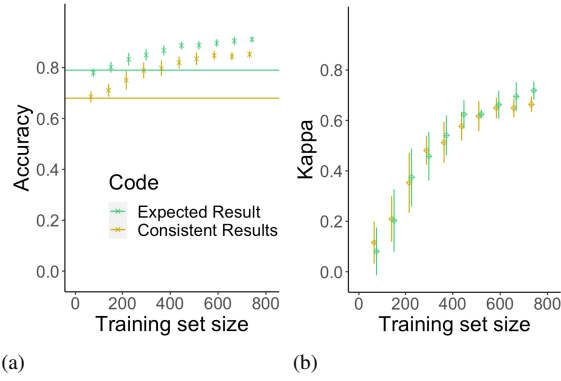 0.8
0.6
0.4
0.2
0.0
Accuracy
Code
Expected Result
Consistent Results
0 200 400 600 800
Training set size
(a)
0.8
0.6
0.4
0.2
0.0
Kappa
0 200 400 600 800
Training set size
(b)